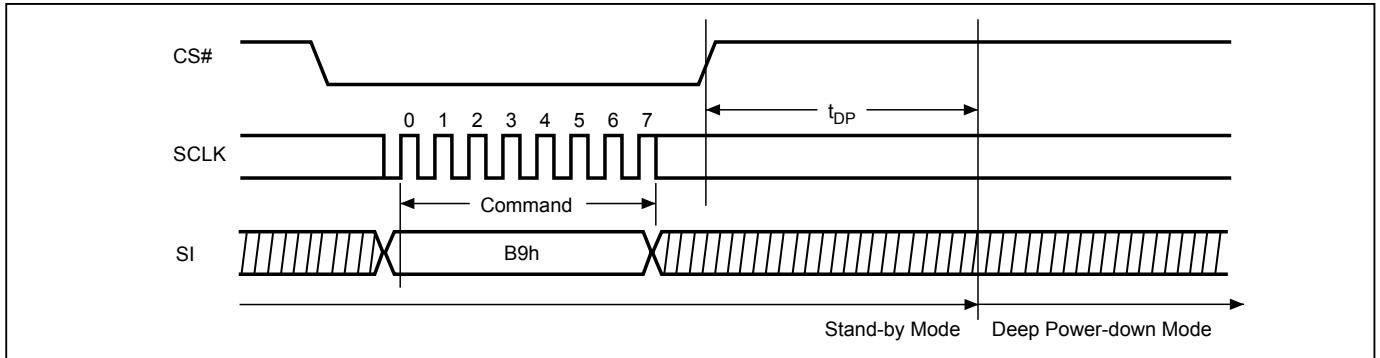 CS#
t_DP
0 1 2 3 4 5 6 7
SCLK
Command
SI
B9h
Stand-by Mode
Deep Power-down Mode